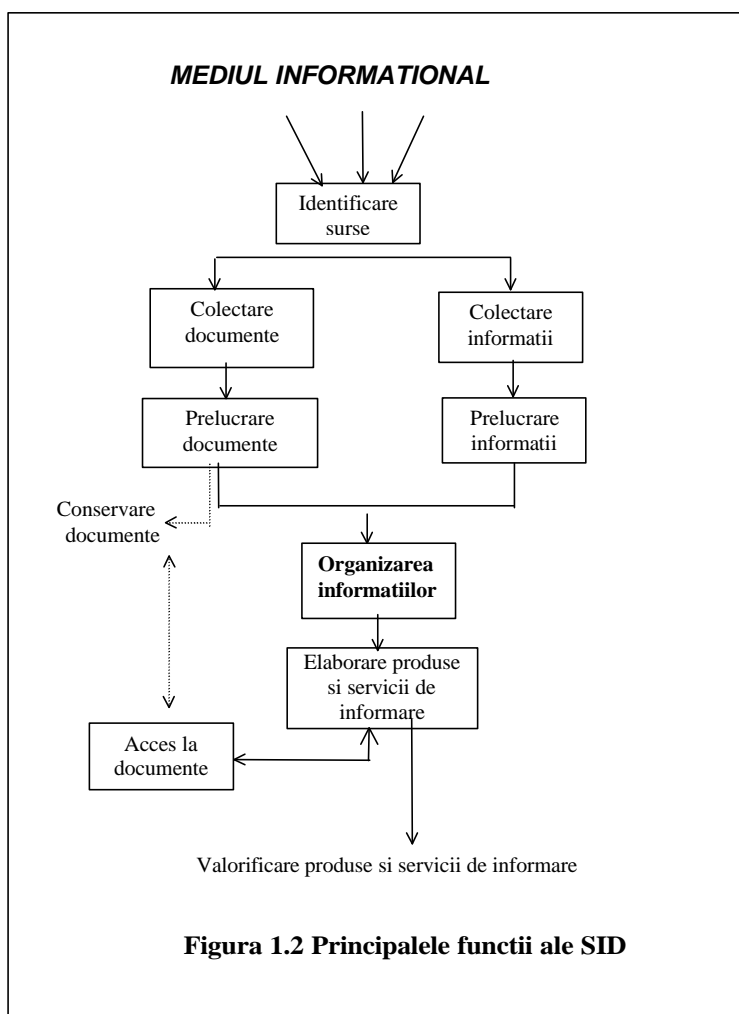 MEDIUL INFORMATIONAL
Identificare
surse
Colectare
documente
Colectare
informatii
Prelucrare
documente
Prelucrare
informatii
Conservare
documente
Organizarea
informatiilor
Elaborare produse
si servicii de
informare
Acces la
documente
Valorificare produse si servicii de informare
Figura 1.2 Principalele functii ale SID